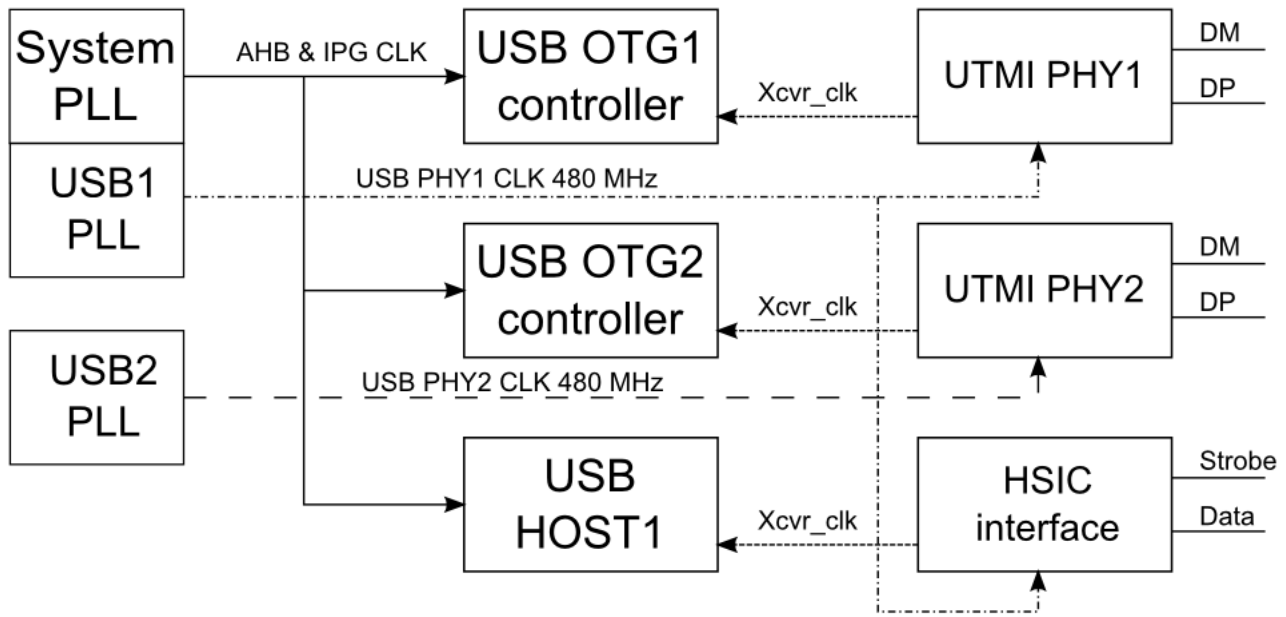 System
PLL
AHB & IPG CLK
USB OTG1
controller
Xcvr_clk
UTMI PHY1
DM
DP
USB1
PLL
USB PHY1 CLK 480 MHz
USB OTG2
controller
Xcvr_clk
UTMI PHY2
DM
DP
USB2
PLL
USB PHY2 CLK 480 MHz
USB
HOST1
Xcvr_clk
HSIC
interface
Strobe
Data